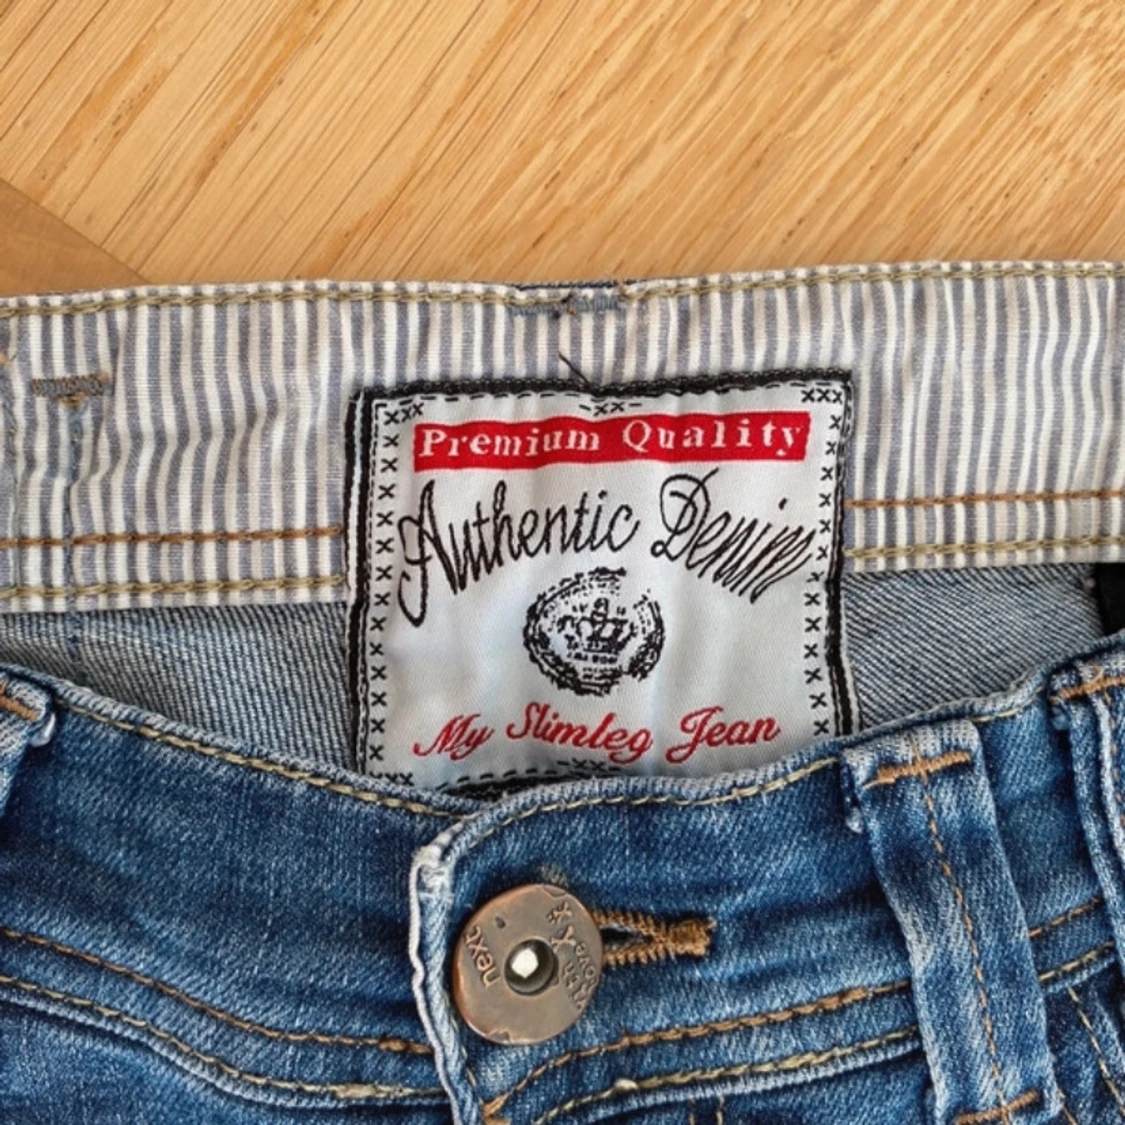 Premium Quality
Authentic Denim
My Slimleg Jean
next